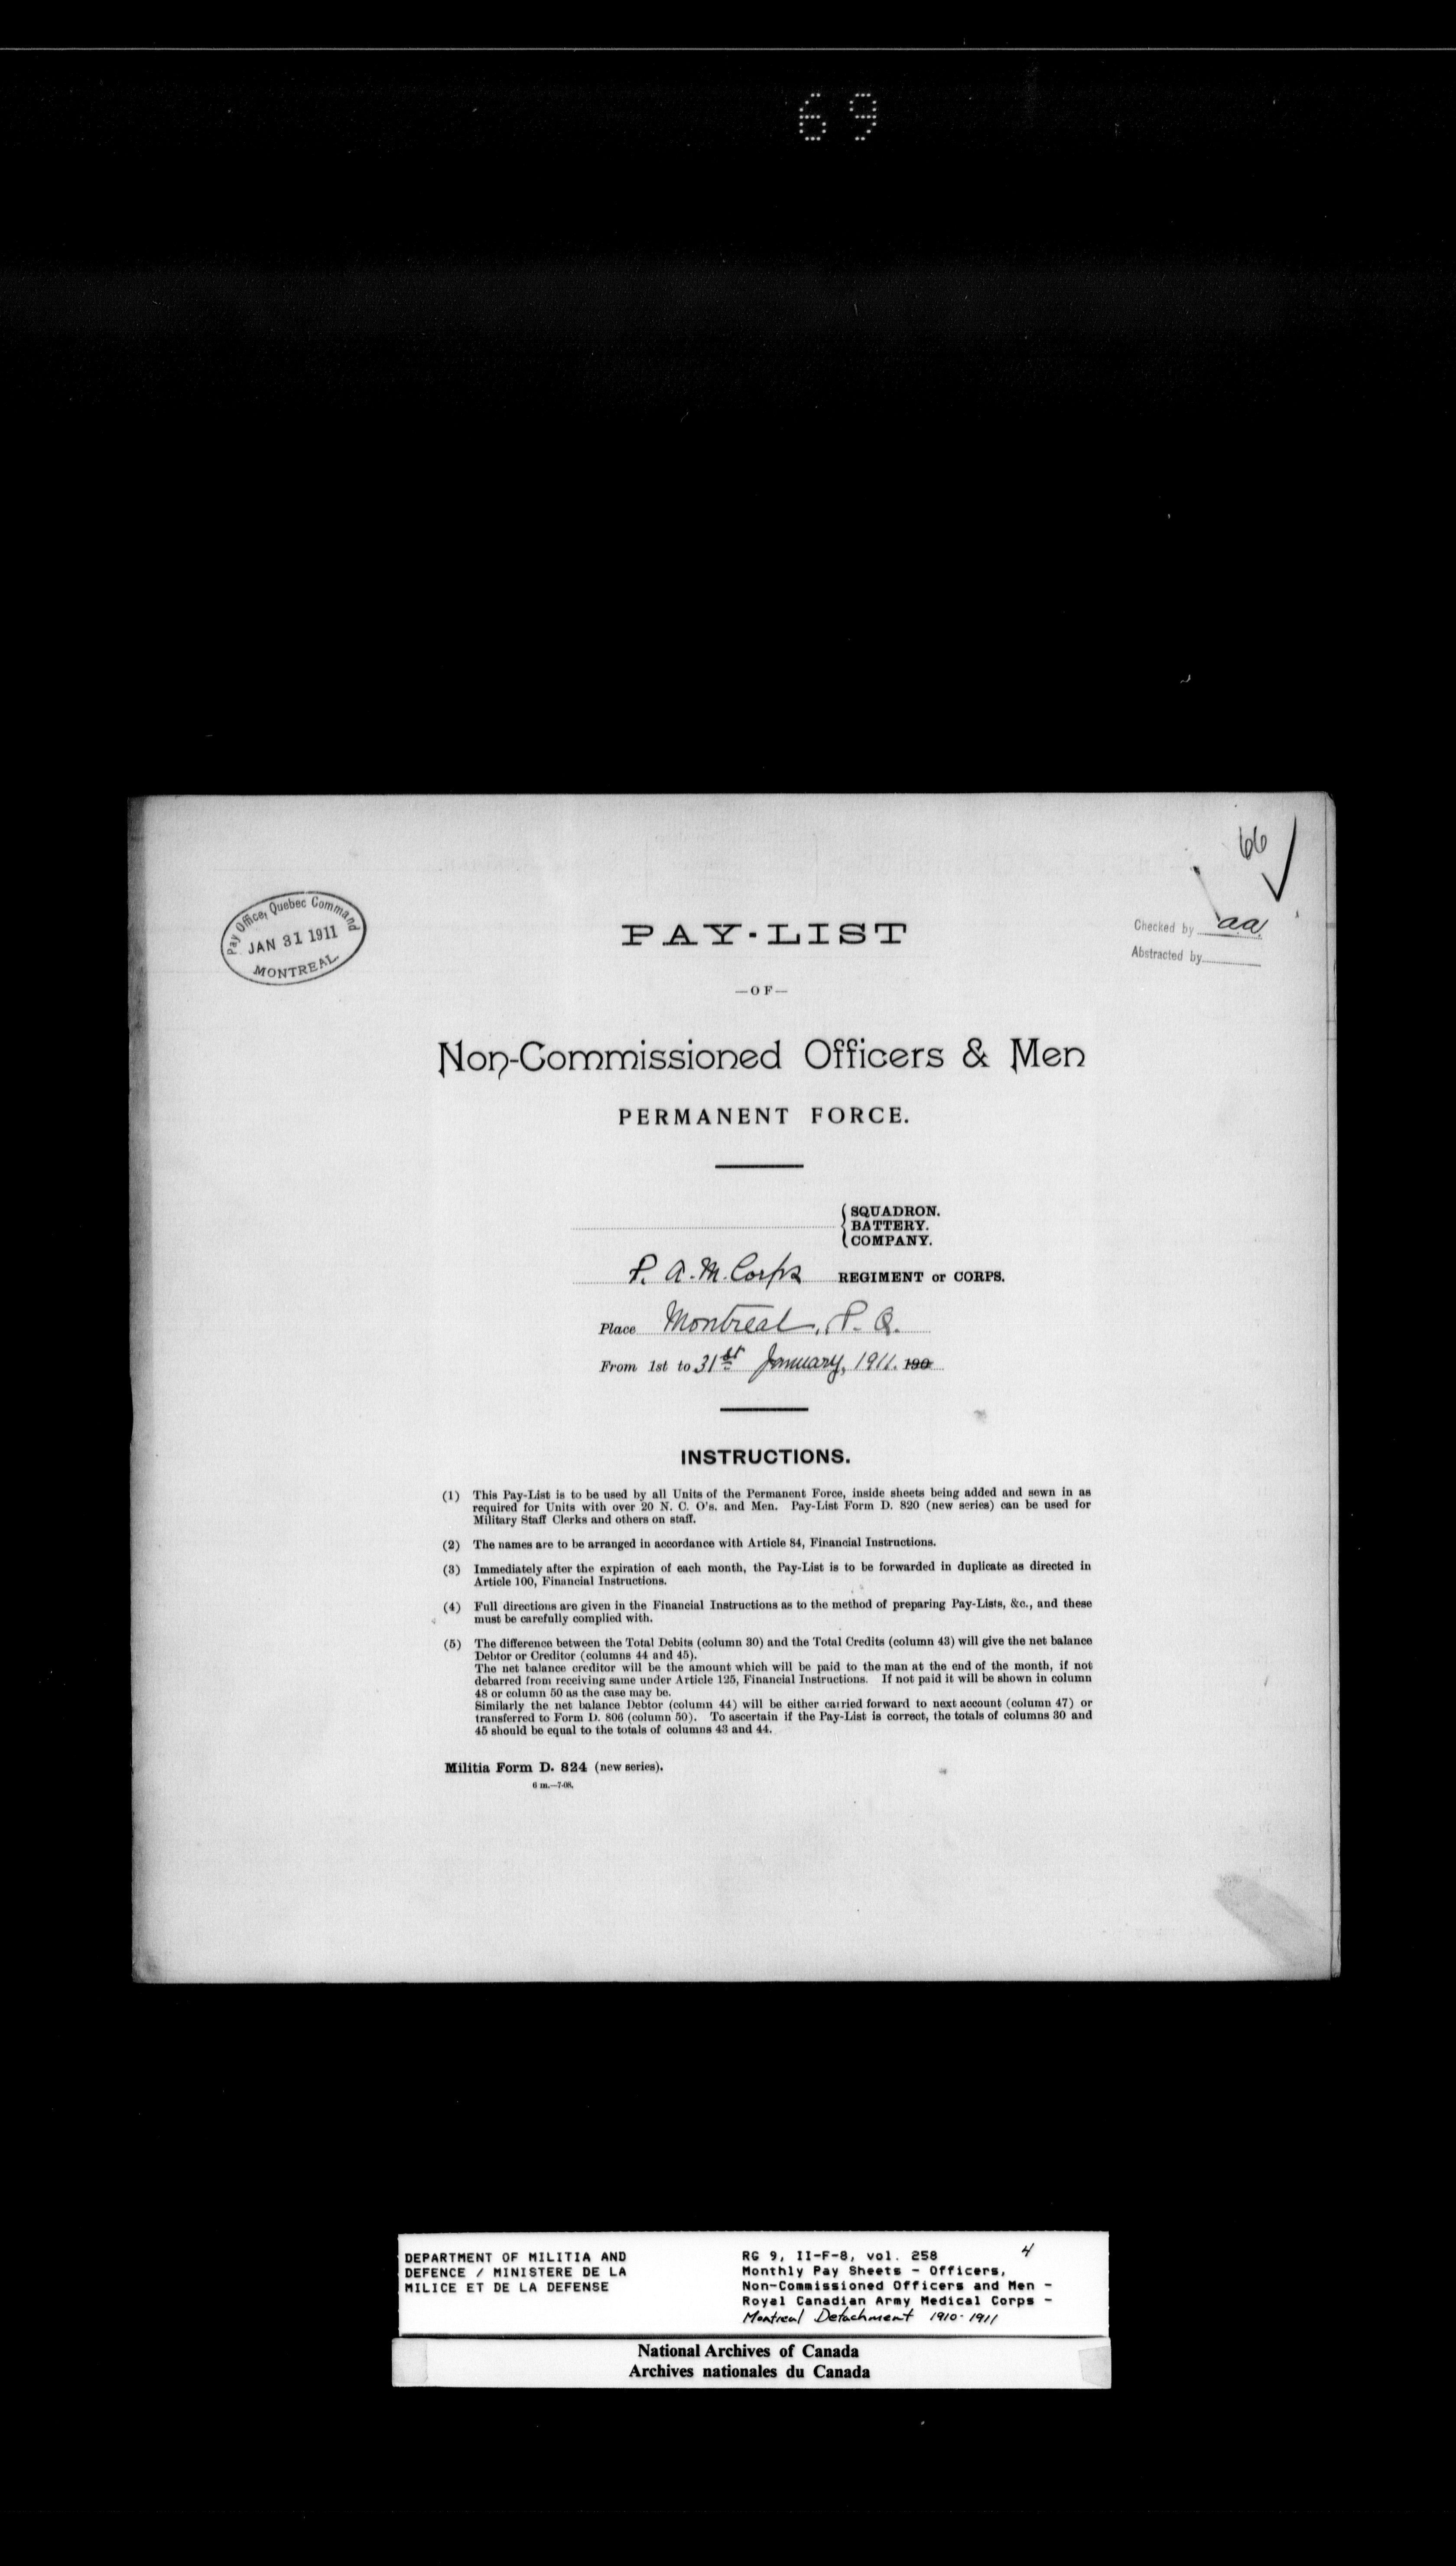 69
66
Pay Office, Quebec Command
JAN 31 1911
MONTREAL
Checked by aa
Abstracted by
PAY-LIST
—OF—
Non-Commissioned Officers & Men
PERMANENT FORCE.
SQUADRON.
BATTERY.
COMPANY.
P. A. M. Corps REGIMENT or CORPS.
Place Montreal, P. Q.
From 1st to 31st January, 1911. 190
INSTRUCTIONS.
(1) This Pay-List is to be used by all Units of the Permanent Force, inside sheets being added and sewn in as
required for Units with over 20 N. C. O's. and Men. Pay-List Form D. 820 (new series) can be used for
Military Staff Clerks and others on staff.
(2) The names are to be arranged in accordance with Article 84, Financial Instructions.
(3) Immediately after the expiration of each month, the Pay-List is to be forwarded in duplicate as directed in
Article 100, Financial Instructions.
(4) Full directions are given in the Financial Instructions as to the method of preparing Pay-Lists, &c., and these
must be carefully complied with.
(5) The difference between the Total Debits (column 30) and the Total Credits (column 43) will give the net balance
Debtor or Creditor (columns 44 and 45).
The net balance creditor will be the amount which will be paid to the man at the end of the month, if not
debarred from receiving same under Article 125, Financial Instructions. If not paid it will be shown in column
48 or column 50 as the case may be.
Similarly the net balance Debtor (column 44) will be either carried forward to next account (column 47) or
transferred to Form D. 806 (column 50). To ascertain if the Pay-List is correct, the totals of columns 30 and
45 should be equal to the totals of columns 43 and 44.
Militia Form D. 824 (new series).
6 m.—7-08.
DEPARTMENT OF MILITIA AND
DEFENCE / MINISTERE DE LA
MILICE ET DE LA DEFENSE
RG 9, II-F-8, vol. 258 4
Monthly Pay Sheets - Officers,
Non-Commissioned Officers and Men -
Royal Canadian Army Medical Corps -
Montreal Detachment 1910-1911
National Archives of Canada
Archives nationales du Canada